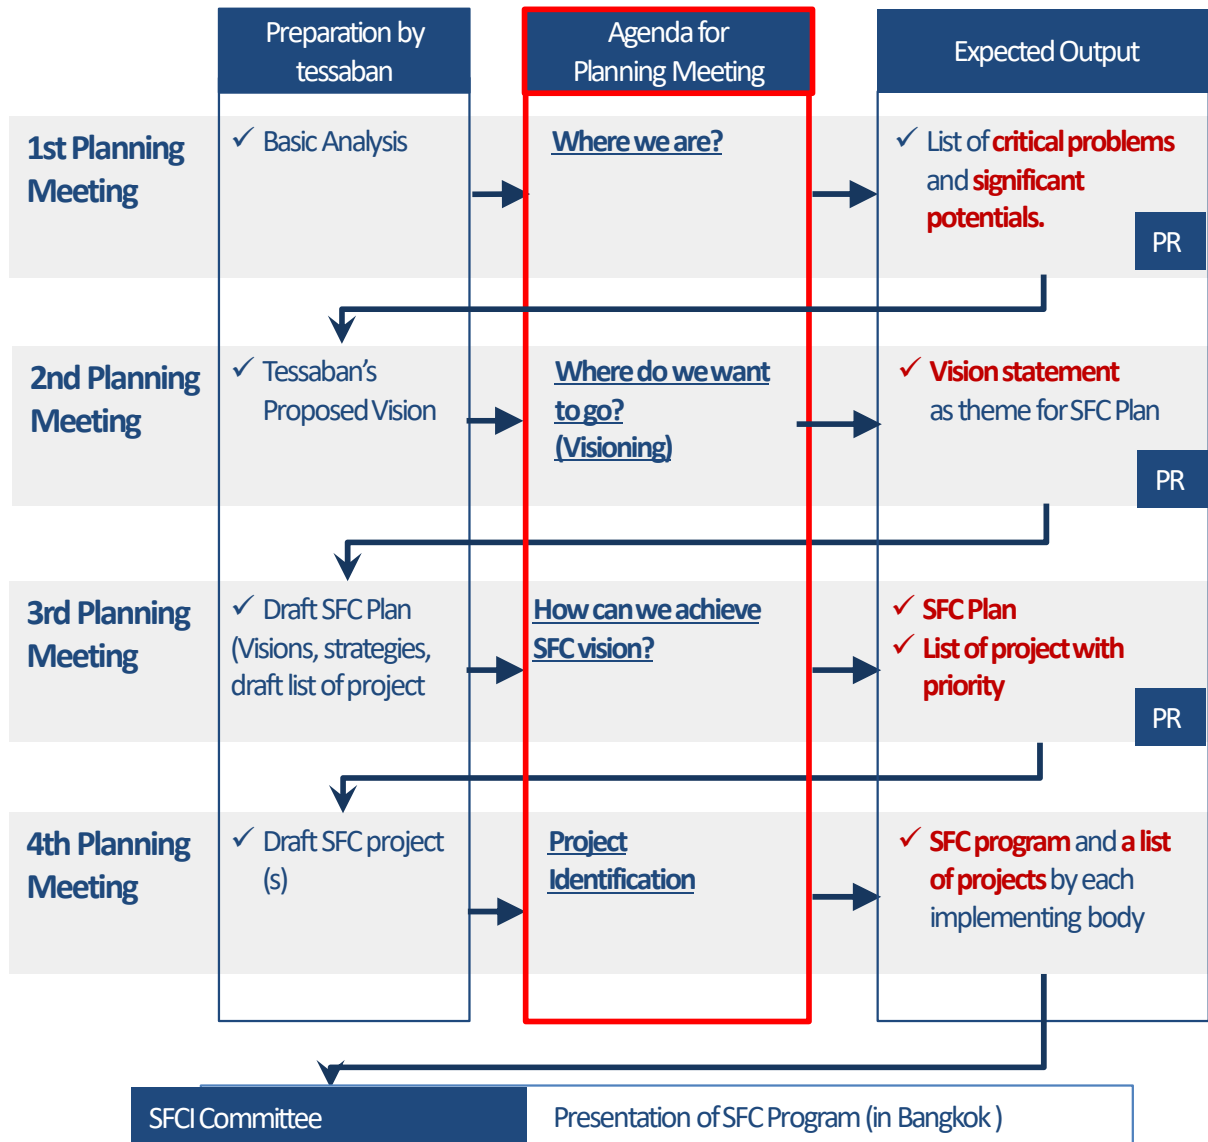 Preparation by
tessaban
Agenda for
Planning Meeting
Expected Output
1st Planning
Meeting
✓ Basic Analysis
Where we are?
✓ List of critical problems
and significant
potentials.
PR
2nd Planning
Meeting
✓ Tessaban's
Proposed Vision
Where do we want
to go?
(Visioning)
✓ Vision statement
as theme for SFC Plan
PR
3rd Planning
Meeting
✓ Draft SFC Plan
(Visions, strategies,
draft list of project
How can we achieve
SFC vision?
✓ SFC Plan
✓ List of project with
priority
PR
4th Planning
Meeting
✓ Draft SFC project
(s)
Project
Identification
✓ SFC program and a list
of projects by each
implementing body
SFCI Committee
Presentation of SFC Program (in Bangkok )